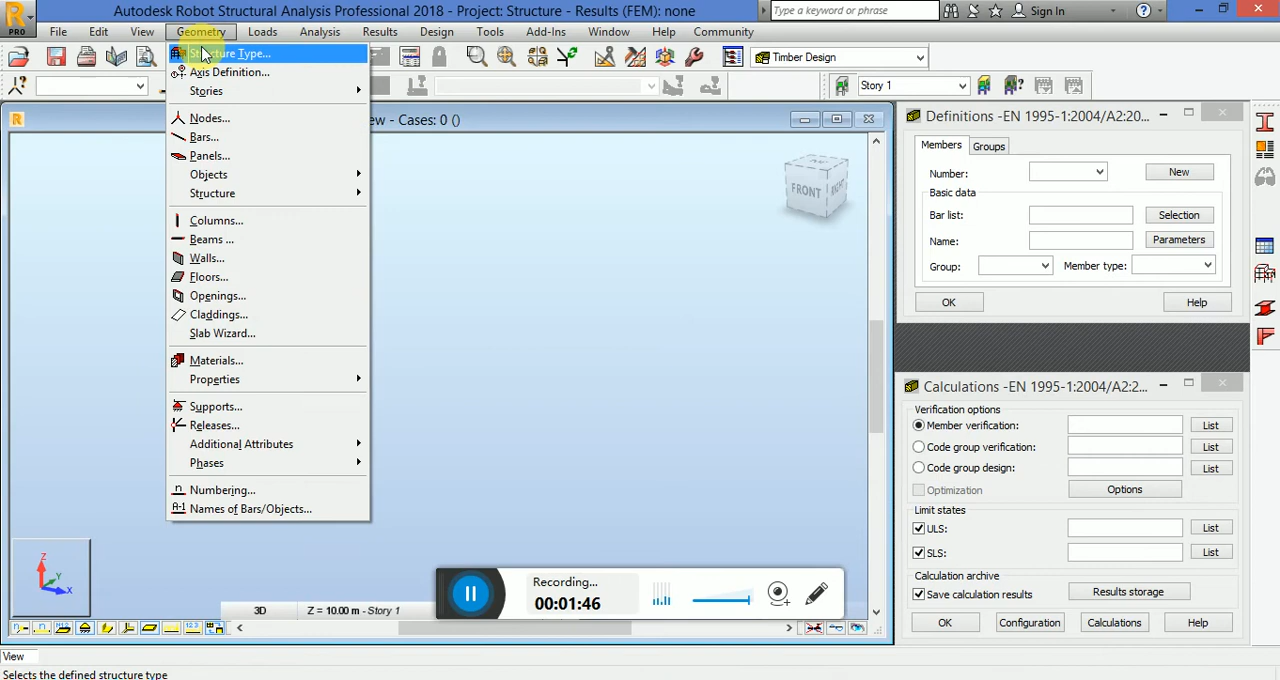 Autodesk Robot Structural Analysis Professional 2018 - Project: Structure - Results (FEM): none
Type a keyword or phrase
Sign In
PRO
File Edit View Geometry Loads Analysis Results Design Tools Add-Ins Window Help Community
Timber Design
Story 1
Structure Type...
Axis Definition...
Stories
Nodes...
Bars...
Panels...
Objects
Structure
Columns...
Beams ...
Walls...
Floors...
Openings...
Claddings...
Slab Wizard...
Materials...
Properties
Supports...
Releases...
Additional Attributes
Phases
Numbering...
Names of Bars/Objects...
ew - Cases: 0 ()
FRONT
RIGHT
Z
Y
X
3D Z = 10.00 m - Story 1
Recording...
00:01:46
View
Selects the defined structure type
Definitions -EN 1995-1:2004/A2:20...
Members Groups
Number: New
Basic data
Bar list: Selection
Name: Parameters
Group: Member type:
OK Help
Calculations -EN 1995-1:2004/A2:2...
Verification options
Member verification: List
Code group verification: List
Code group design: List
Optimization Options
Limit states
ULS: List
SLS: List
Calculation archive
Save calculation results Results storage
OK Configuration Calculations Help